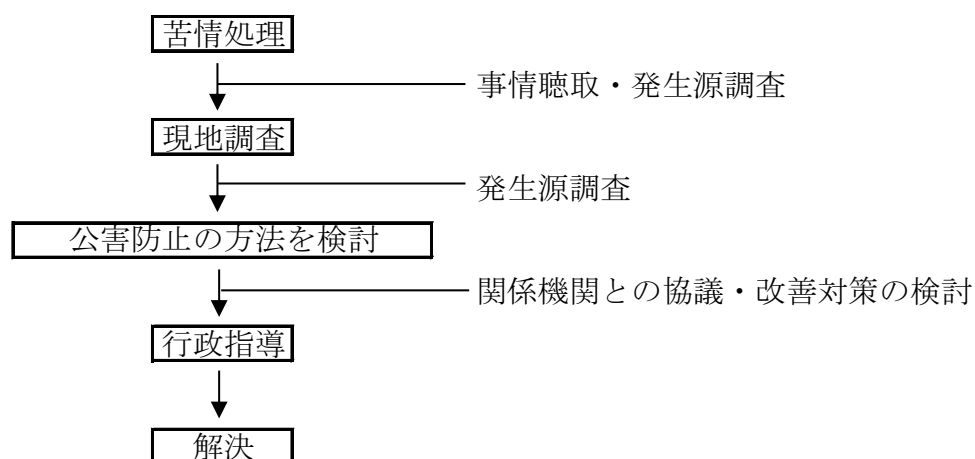 苦情処理
事情聴取・発生源調査
現地調査
発生源調査
公害防止の方法を検討
関係機関との協議・改善対策の検討
行政指導
解決